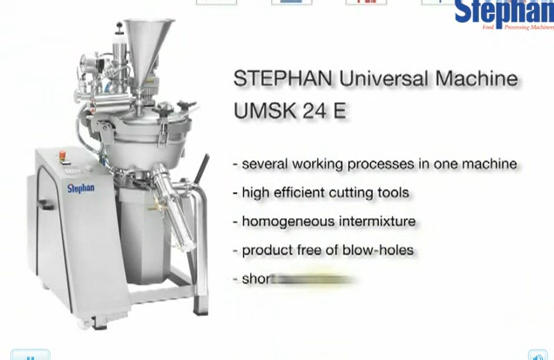 Stephan
Food Processing Machinery
STEPHAN Universal Machine
UMSK 24 E
- several working processes in one machine
- high efficient cutting tools
- homogeneous intermixture
- product free of blow-holes
- shor
Stephan